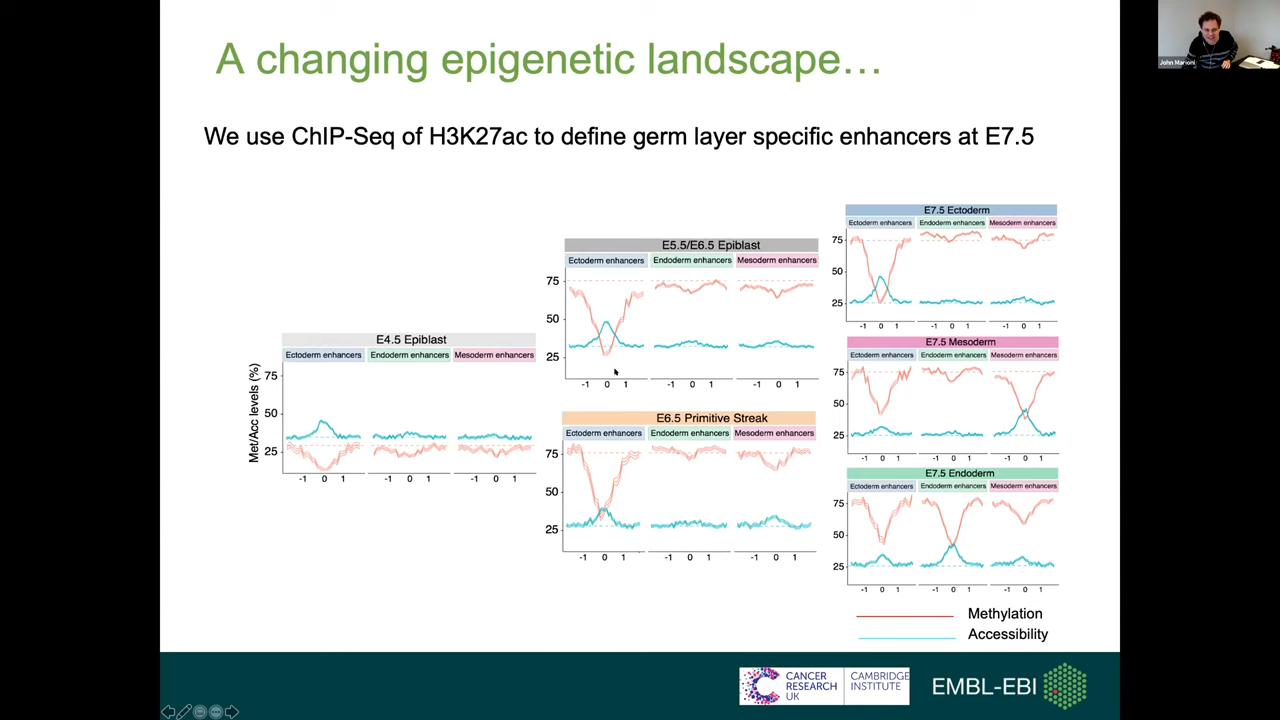 A changing epigenetic landscape…
John Marioni
We use ChIP-Seq of H3K27ac to define germ layer specific enhancers at E7.5
E4.5 Epiblast
Ectoderm enhancers Endoderm enhancers Mesoderm enhancers
Met/Acc levels (%)
75
50
25
-1 0 1 -1 0 1 -1 0 1
E5.5/E6.5 Epiblast
Ectoderm enhancers Endoderm enhancers Mesoderm enhancers
75
50
25
-1 0 1 -1 0 1 -1 0 1
E6.5 Primitive Streak
Ectoderm enhancers Endoderm enhancers Mesoderm enhancers
75
50
25
-1 0 1 -1 0 1 -1 0 1
E7.5 Ectoderm
Ectoderm enhancers Endoderm enhancers Mesoderm enhancers
75
50
25
-1 0 1 -1 0 1 -1 0 1
E7.5 Mesoderm
Ectoderm enhancers Endoderm enhancers Mesoderm enhancers
75
50
25
-1 0 1 -1 0 1 -1 0 1
E7.5 Endoderm
Ectoderm enhancers Endoderm enhancers Mesoderm enhancers
75
50
25
-1 0 1 -1 0 1 -1 0 1
Methylation
Accessibility
CANCER
RESEARCH
UK
CAMBRIDGE
INSTITUTE
EMBL-EBI